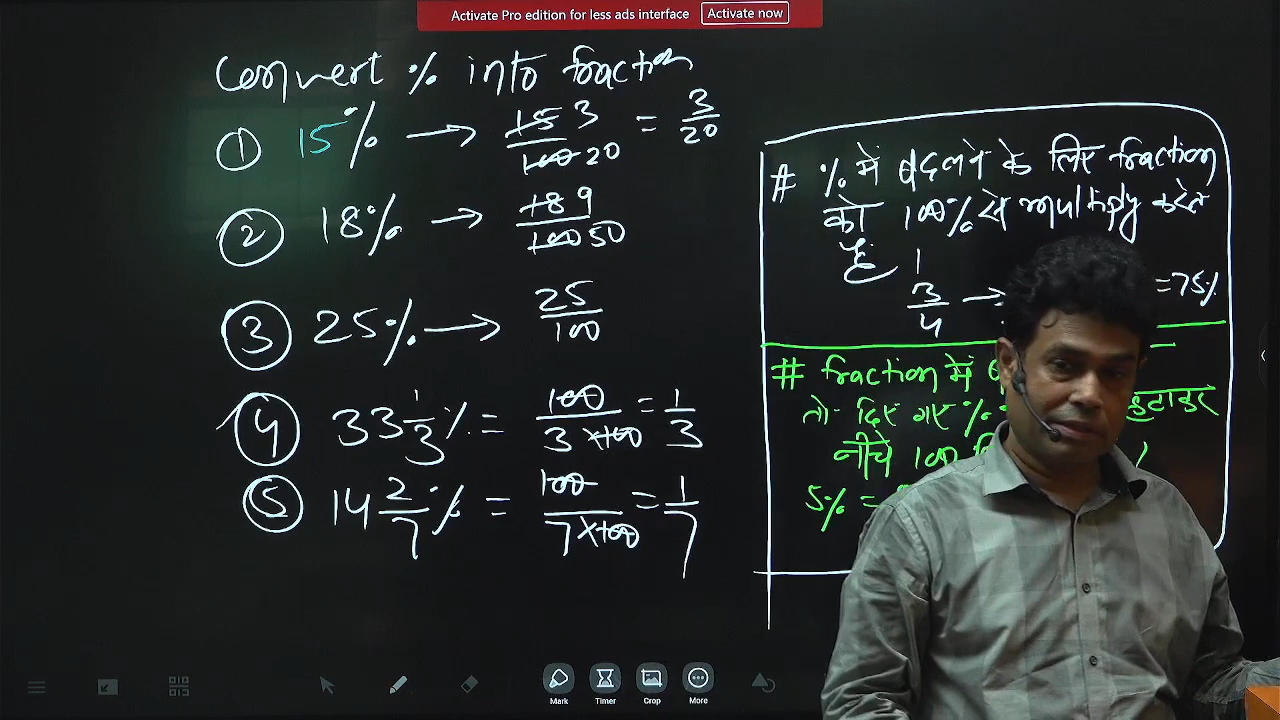 Activate Pro edition for less ads interface Activate now
Convert % into fraction
① 15% → 15/100 3 20 = 3/20
② 18% → 18/100 9 50
③ 25% → 25/100
④ 33 1/3 % = 100/3×100 = 1/3
⑤ 14 2/7 % = 100/7×100 = 1/7
# % में बदलने के लिए fraction
को 100% से multiply करते
है
3/4 → =75%
# fraction में
तो दिए गए % हटाकर
नीचे 100
5% =
Mark Timer Crop More